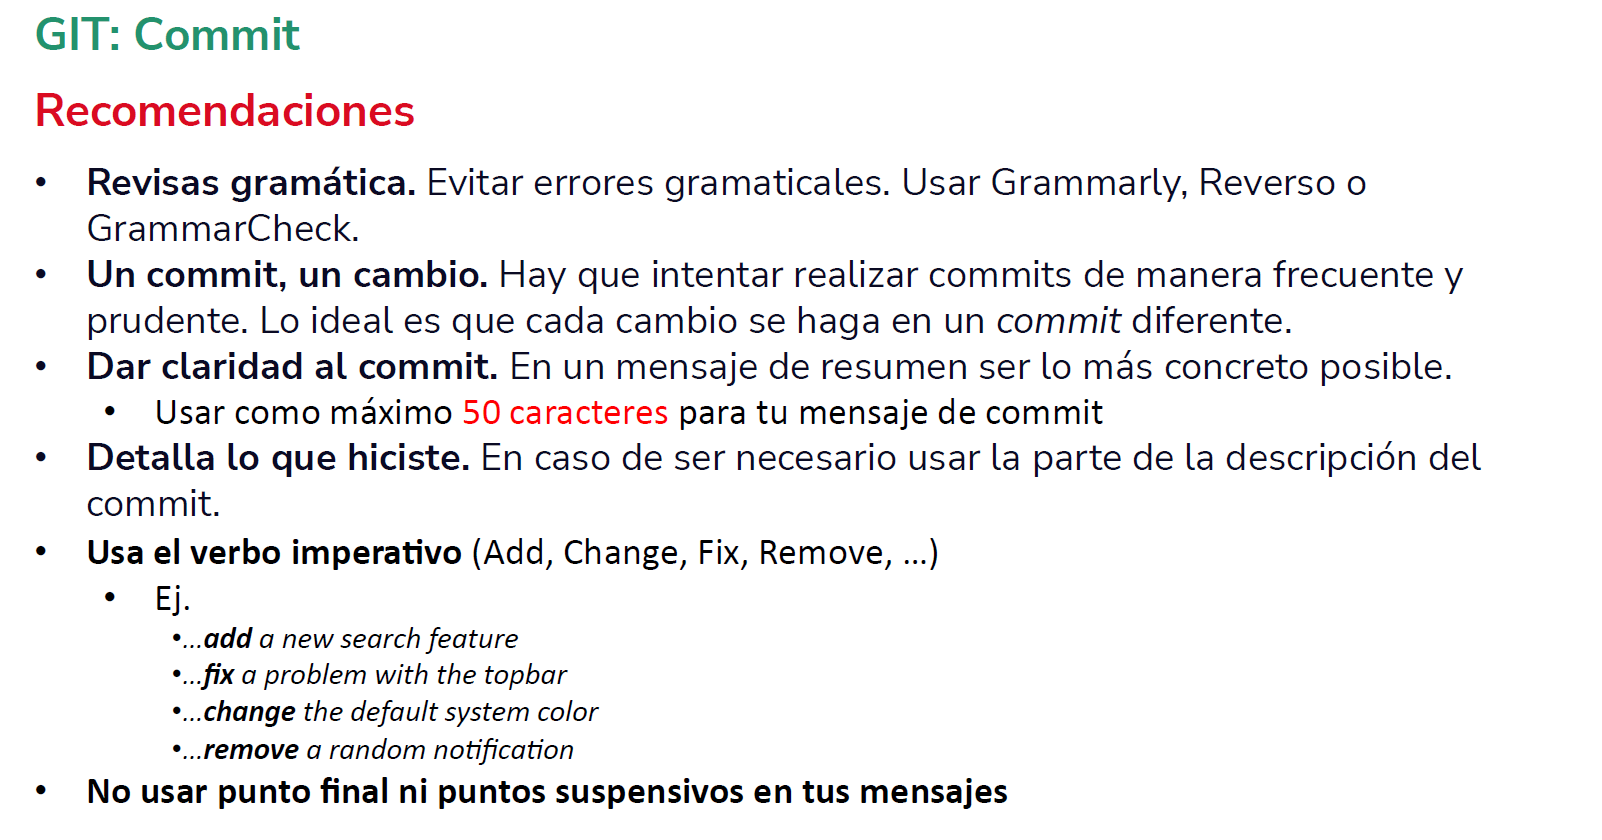 GIT: Commit
Recomendaciones
• Revisas gramática. Evitar errores gramaticales. Usar Grammarly, Reverso o
GrammarCheck.
• Un commit, un cambio. Hay que intentar realizar commits de manera frecuente y
prudente. Lo ideal es que cada cambio se haga en un commit diferente.
• Dar claridad al commit. En un mensaje de resumen ser lo más concreto posible.
• Usar como máximo 50 caracteres para tu mensaje de commit
• Detalla lo que hiciste. En caso de ser necesario usar la parte de la descripción del
commit.
• Usa el verbo imperativo (Add, Change, Fix, Remove, ...)
• Ej.
•...add a new search feature
•...fix a problem with the topbar
•...change the default system color
•...remove a random notification
• No usar punto final ni puntos suspensivos en tus mensajes